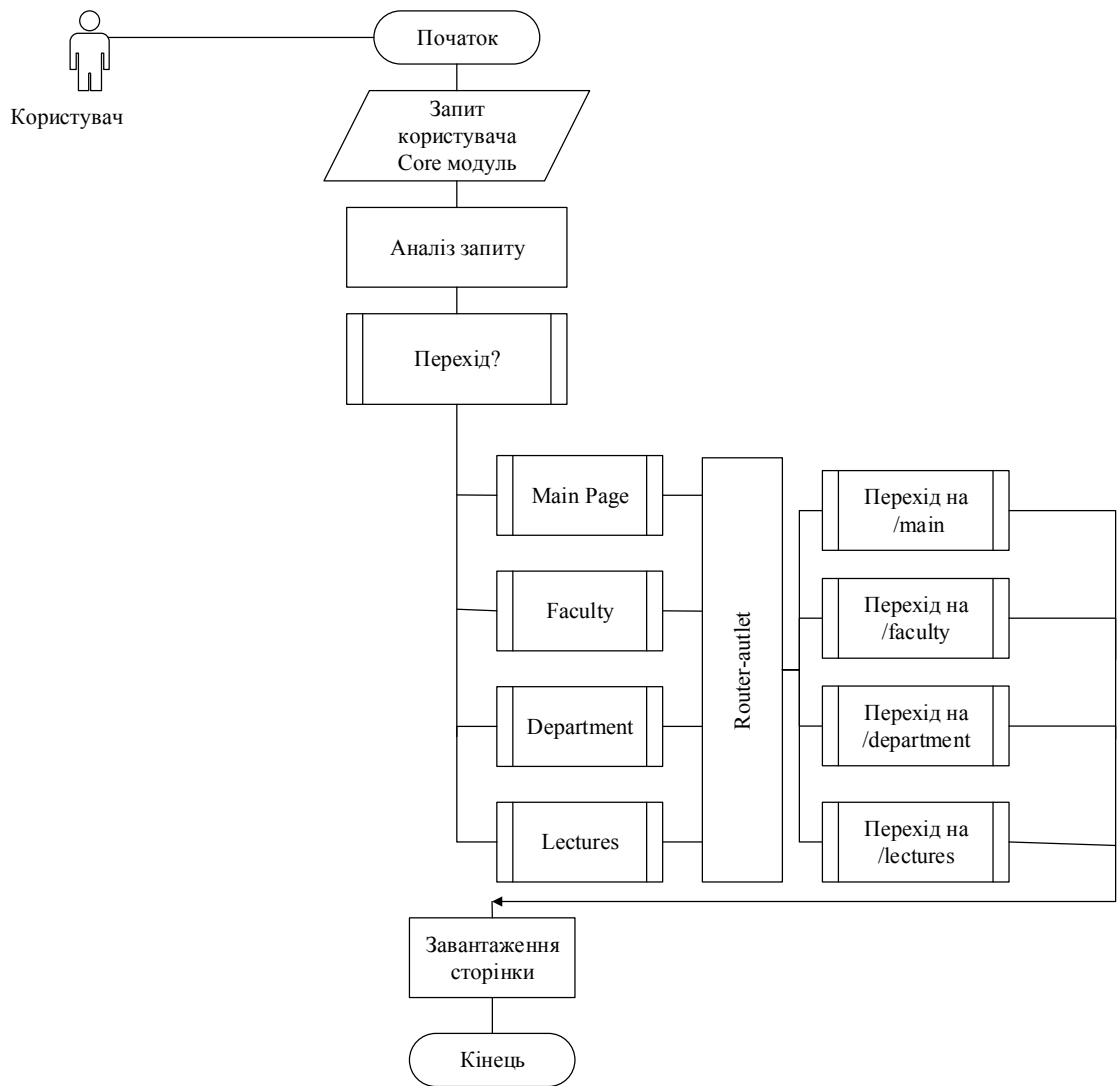 Початок
Користувач
Запит
користувача
Core модуль
Аналіз запиту
Перехід?
Main Page
Faculty
Department
Lectures
Router-autlet
Перехід на
/main
Перехід на
/faculty
Перехід на
/department
Перехід на
/lectures
Завантаження
сторінки
Кінець